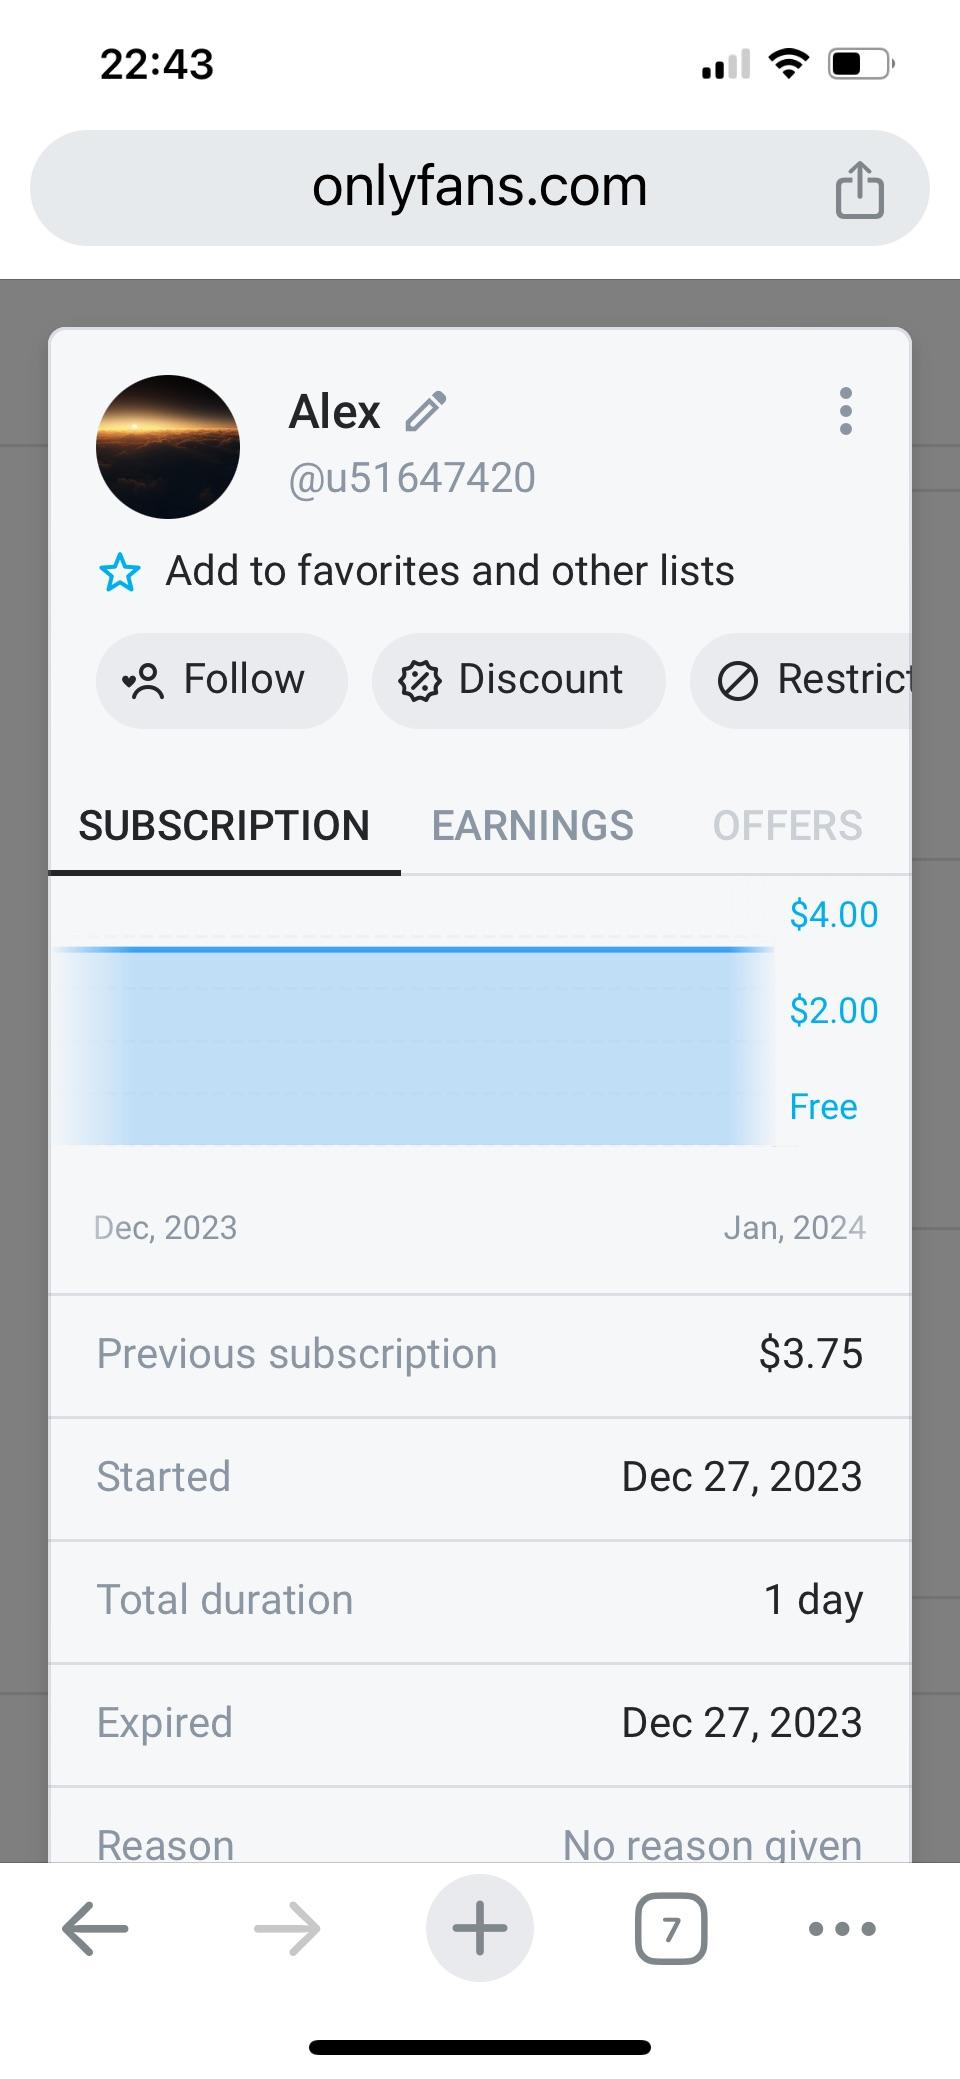 22:43
onlyfans.com
Alex
@u51647420
Add to favorites and other lists
Follow Discount Restrict
SUBSCRIPTION EARNINGS OFFERS
$4.00
$2.00
Free
Dec, 2023 Jan, 2024
Previous subscription $3.75
Started Dec 27, 2023
Total duration 1 day
Expired Dec 27, 2023
Reason No reason given
7